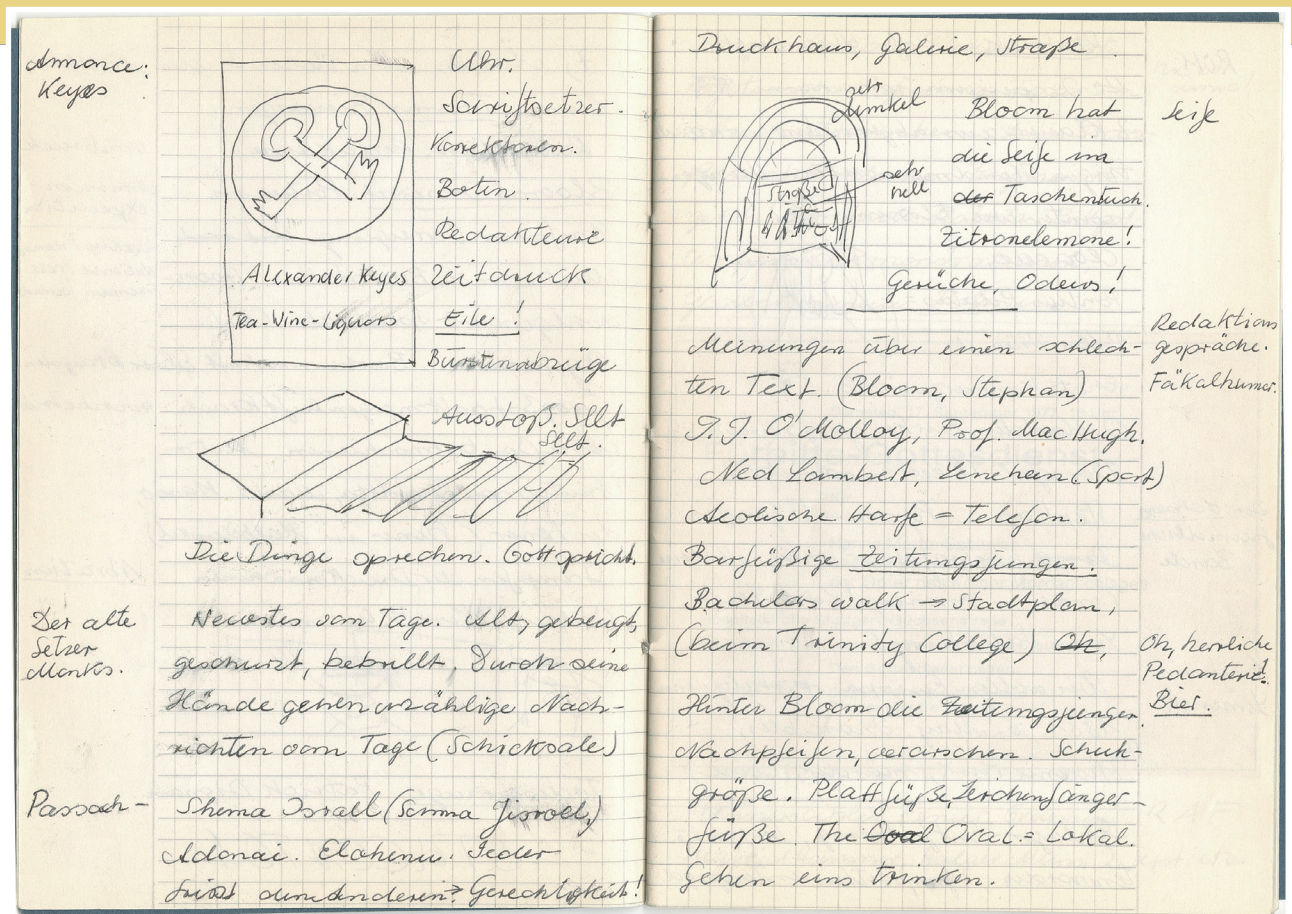 Annonce:
Keyes
Uhr.
Schriftsetzer.
Korrektoren.
Boten.
Redakteure
Alexander Keyes
Zeitdruck
Tea-Wine-Liquors
Eile!
Bürstenabzüge
Ausstoß. Sllt
Sllt.
Die Dinge sprechen. Gott spricht.
Der alte
Setzer
Monks.
Neuestes vom Tage. Alt, gebeugt,
geschürzt, bebrillt. Durch seine
Hände gehen unzählige Nach-
richten vom Tage (Schicksale)
Passach-
Shema Israel (Sema Jisroel,)
Adonai. Elohenu. Jeder
frisst den Anderen? Gerechtigkeit!
Druckhaus, Galerie, Straße
sehr
dunkel
Straße
sehr
hell
Bloom hat
die Seife im
der Taschentuch.
Zitronelemone!
Gerüche, Odeurs!
Seife
Meinungen über einen schlech-
ten Text. (Bloom, Stephan)
J.J. O'Molloy, Prof. MacHugh.
Ned Lambert, Lenehan (Sport)
Aeolische Harfe = Telefon.
Barfüßige Zeitungsjungen.
Bachelors walk → Stadtplan,
(beim Trinity College) Oh,
Redaktions
gespräche.
Fäkalhumor.
Oh, herrliche
Pedanterie!
Bier.
Hinter Bloom die Zeitungsjungen.
Nachpfeifen, verarschen. Schuh-
größe. Plattfüße, Lerchenfänger-
füße. The Oval = Lokal.
Gehen eins trinken.